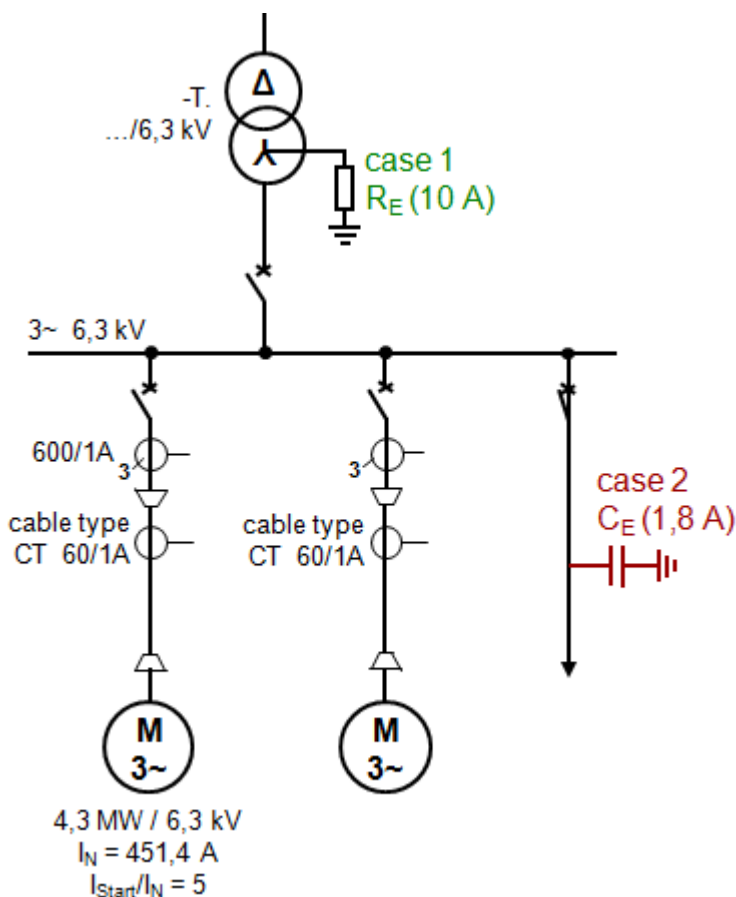 Δ
-T.
.../6,3 kV
case 1
R_E (10 A)
3~ 6,3 kV
600/1A
3
3
cable type
CT 60/1A
cable type
CT 60/1A
case 2
C_E (1,8 A)
M
3~
M
3~
4,3 MW / 6,3 kV
I_N = 451,4 A
I_Start/I_N = 5